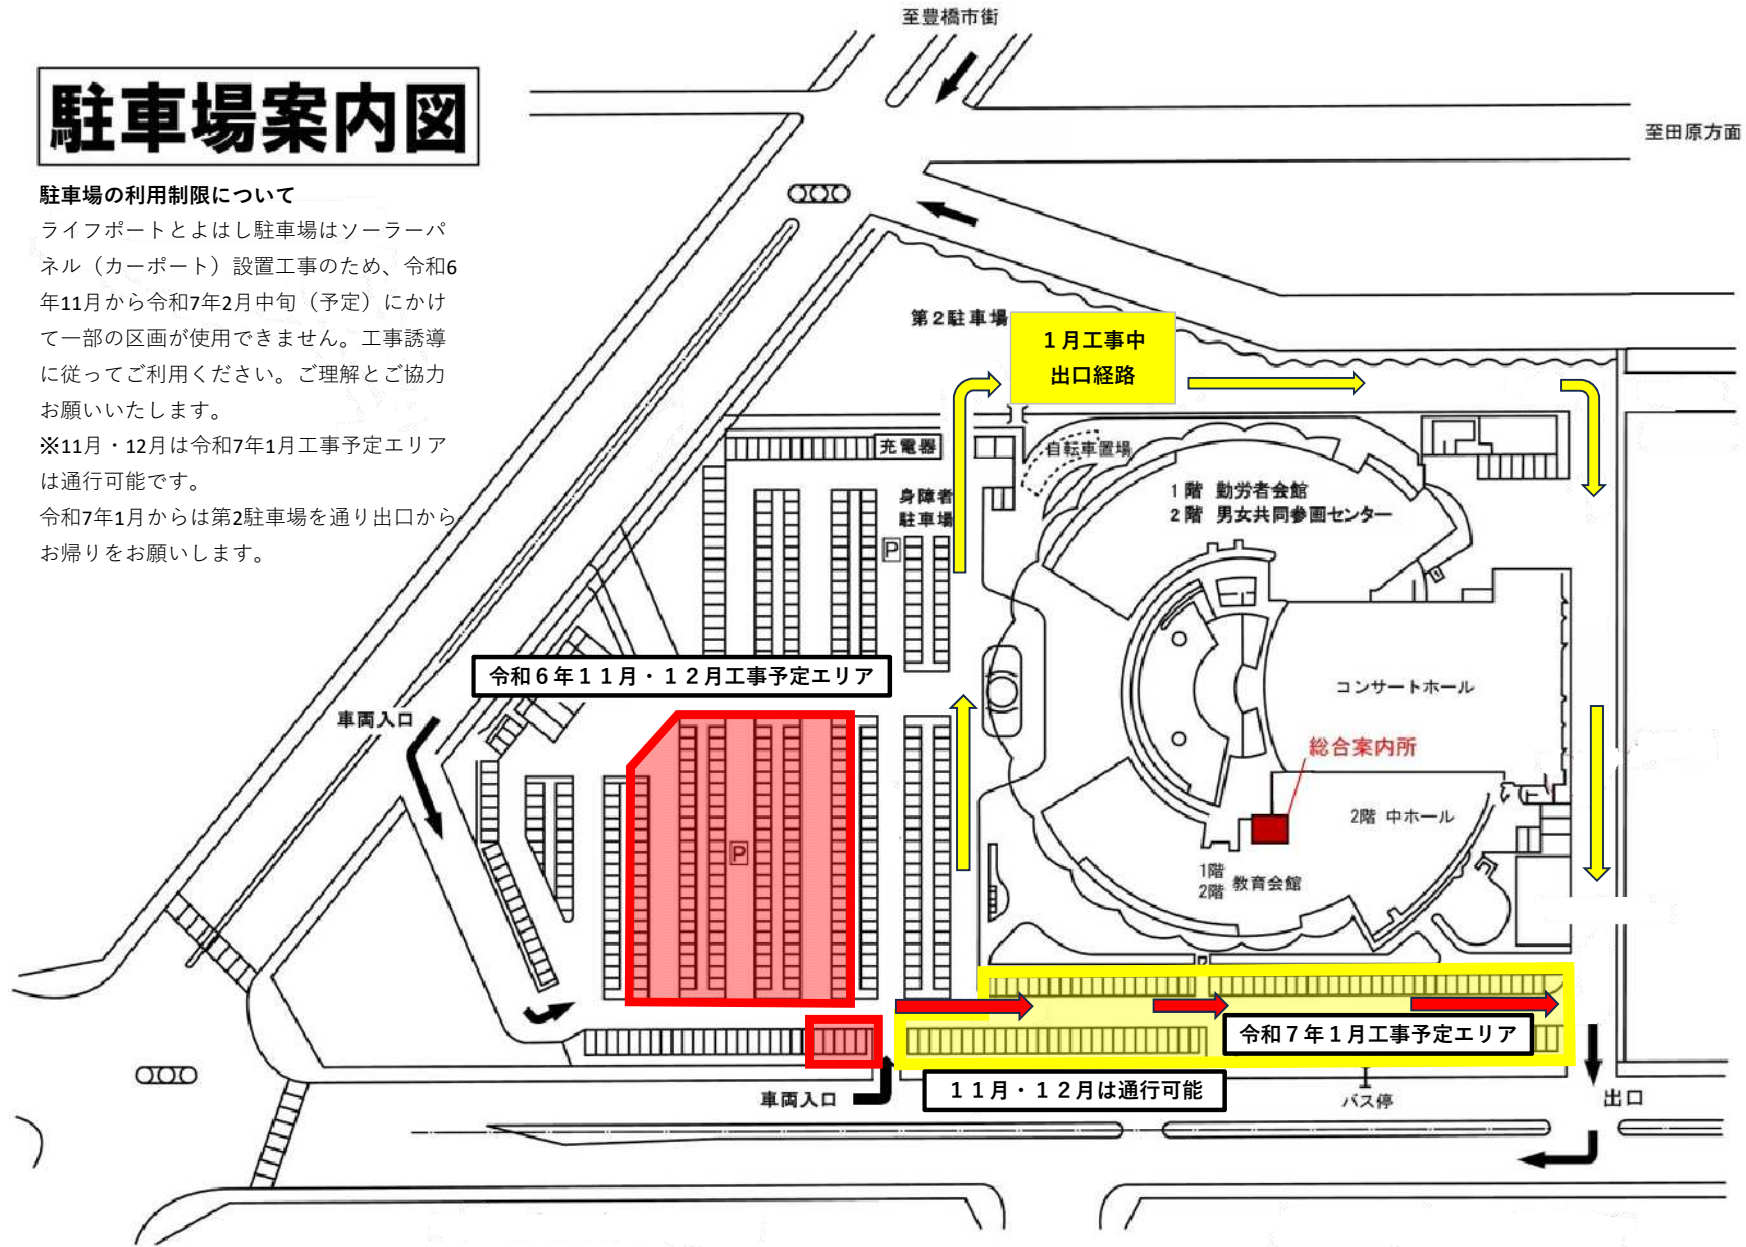 至豊橋市街
駐車場案内図
至田原方面
駐車場の利用制限について
ライフポートとよはし駐車場はソーラーパ
ネル（カーポート）設置工事のため、令和6
年11月から令和7年2月中旬（予定）にかけ
て一部の区画が使用できません。工事誘導
に従ってご利用ください。ご理解とご協力
お願いいたします。
※11月・12月は令和7年1月工事予定エリア
は通行可能です。
令和7年1月からは第2駐車場を通り出口から
お帰りをお願いします。
第２駐車場
１月工事中
出口経路
充電器
自転車置場
身障者
駐車場
P
１階 勤労者会館
２階 男女共同参画センター
令和６年１１月・１２月工事予定エリア
コンサートホール
車両入口
総合案内所
2階 中ホール
P
1階
2階 教育会館
令和７年１月工事予定エリア
１１月・１２月は通行可能
車両入口
バス停
出口